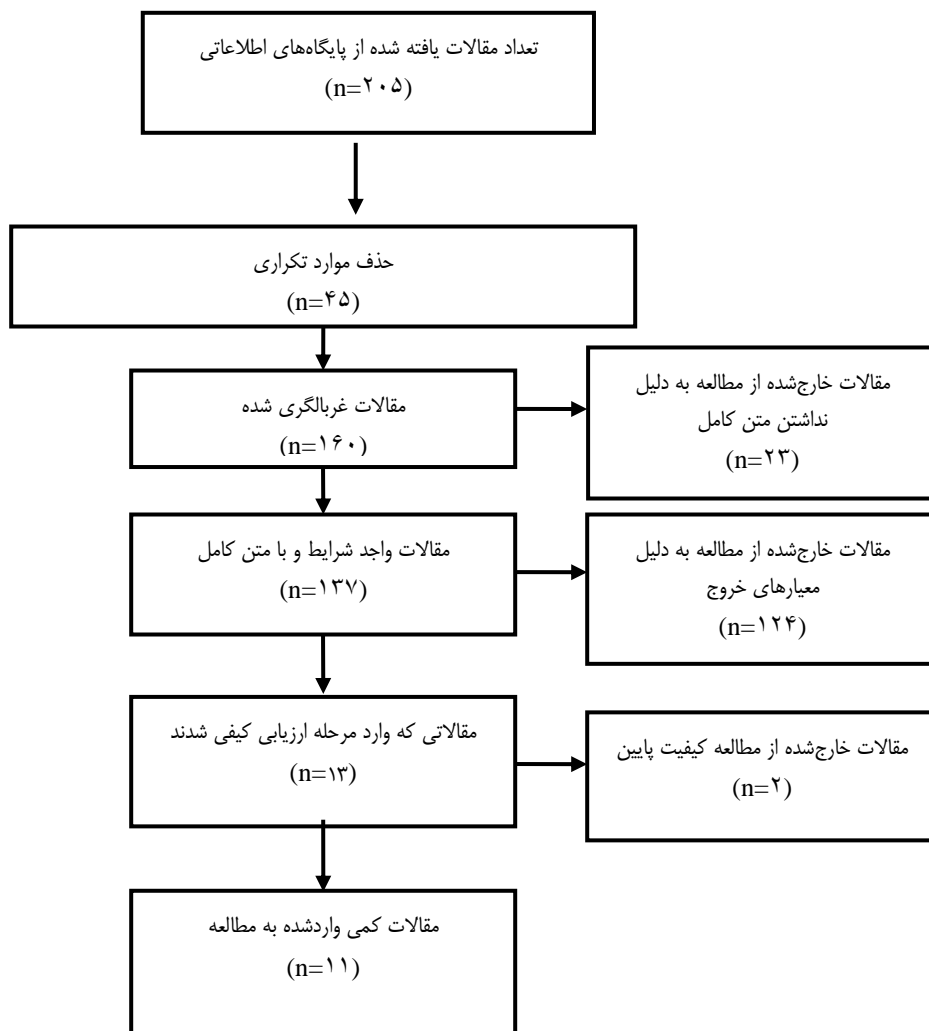 تعداد مقالات یافته شده از پایگاه‌های اطلاعاتی
(n=۲۰۵)
حذف موارد تکراری
(n=۴۵)
مقالات غربالگری شده
(n=۱۶۰)
مقالات خارج‌شده از مطالعه به دلیل
نداشتن متن کامل
(n=۲۳)
مقالات واجد شرایط و با متن کامل
(n=۱۳۷)
مقالات خارج‌شده از مطالعه به دلیل
معیارهای خروج
(n=۱۲۴)
مقالاتی که وارد مرحله ارزیابی کیفی شدند
(n=۱۳)
مقالات خارج‌شده از مطالعه کیفیت پایین
(n=۲)
مقالات کمی واردشده به مطالعه
(n=۱۱)